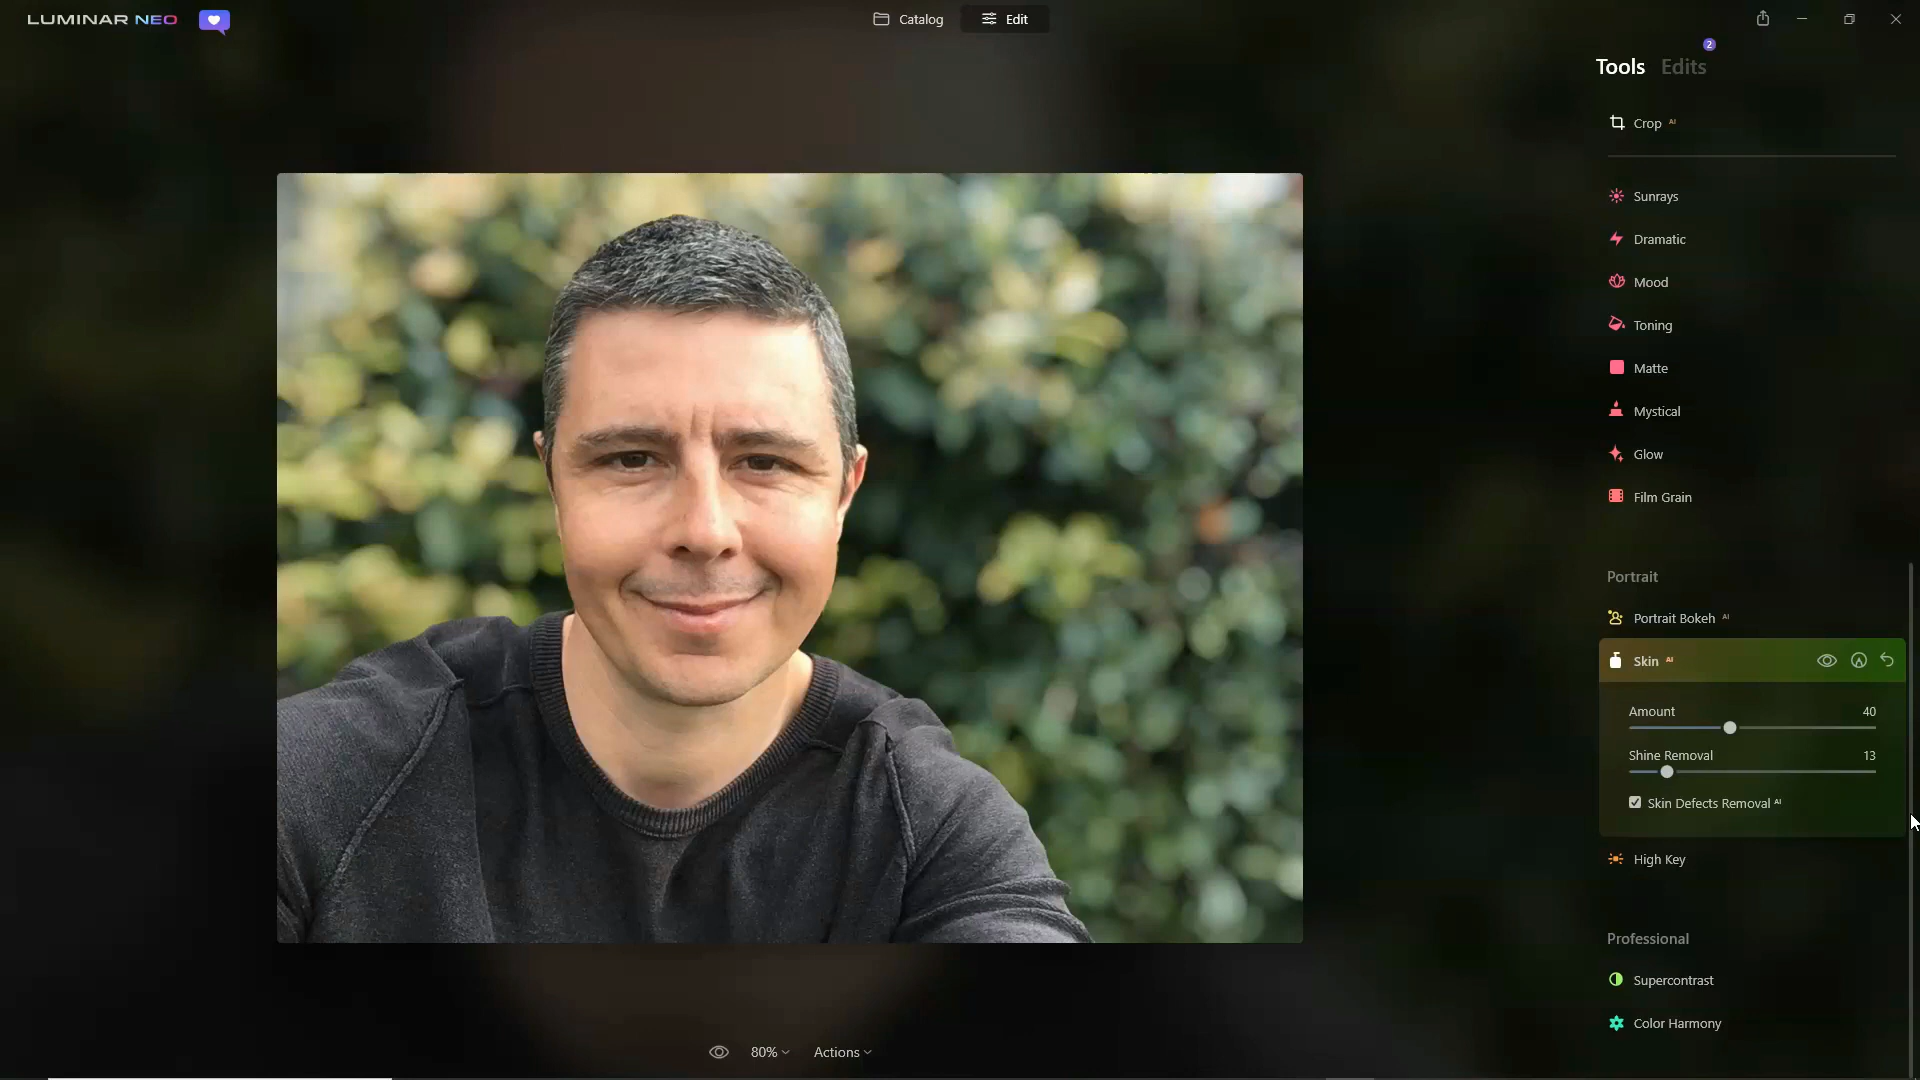 LUMINAR NEO
Catalog
Edit
2
Tools Edits
Crop AI
Sunrays
Dramatic
Mood
Toning
Matte
Mystical
Glow
Film Grain
Portrait
Portrait Bokeh AI
Skin AI
Amount 40
Shine Removal 13
Skin Defects Removal AI
High Key
Professional
Supercontrast
Color Harmony
80%
Actions